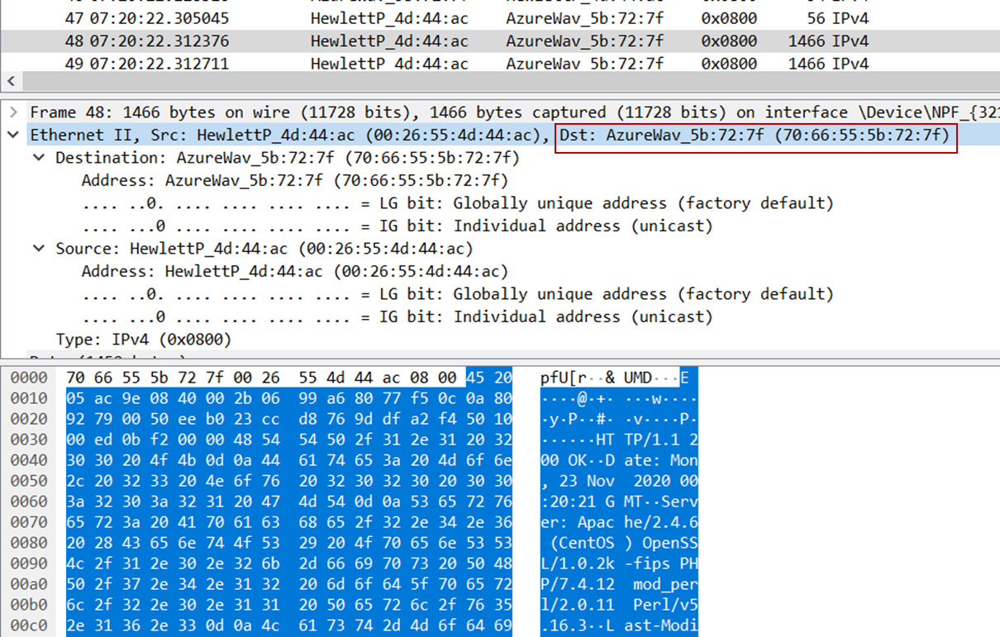 47 07:20:22.305045 HewlettP_4d:44:ac AzureWav_5b:72:7f 0x0800 56 IPv4
48 07:20:22.312376 HewlettP_4d:44:ac AzureWav_5b:72:7f 0x0800 1466 IPv4
49 07:20:22.312711 HewlettP_4d:44:ac AzureWav_5b:72:7f 0x0800 1466 IPv4
Frame 48: 1466 bytes on wire (11728 bits), 1466 bytes captured (11728 bits) on interface \Device\NPF_{321
Ethernet II, Src: HewlettP_4d:44:ac (00:26:55:4d:44:ac), Dst: AzureWav_5b:72:7f (70:66:55:5b:72:7f)
Destination: AzureWav_5b:72:7f (70:66:55:5b:72:7f)
Address: AzureWav_5b:72:7f (70:66:55:5b:72:7f)
.... ..0. .... .... .... .... = LG bit: Globally unique address (factory default)
.... ...0 .... .... .... .... = IG bit: Individual address (unicast)
Source: HewlettP_4d:44:ac (00:26:55:4d:44:ac)
Address: HewlettP_4d:44:ac (00:26:55:4d:44:ac)
.... ..0. .... .... .... .... = LG bit: Globally unique address (factory default)
.... ...0 .... .... .... .... = IG bit: Individual address (unicast)
Type: IPv4 (0x0800)
0000 70 66 55 5b 72 7f 00 26 55 4d 44 ac 08 00 45 20 pfU[r··& UMD···E
0010 05 ac 9e 08 40 00 2b 06 99 a6 80 77 f5 0c 0a 80 ····@·+· ···w····
0020 92 79 00 50 ee b0 23 cc d8 76 9d df a2 f4 50 10 ·y·P··#· ·v····P·
0030 00 ed 0b f2 00 00 48 54 54 50 2f 31 2e 31 20 32 ······HT TP/1.1 2
0040 30 30 20 4f 4b 0d 0a 44 61 74 65 3a 20 4d 6f 6e 00 OK··D ate: Mon
0050 2c 20 32 33 20 4e 6f 76 20 32 30 32 30 20 30 30 , 23 Nov 2020 00
0060 3a 32 30 3a 32 31 20 47 4d 54 0d 0a 53 65 72 76 :20:21 G MT··Serv
0070 65 72 3a 20 41 70 61 63 68 65 2f 32 2e 34 2e 36 er: Apac he/2.4.6
0080 20 28 43 65 6e 74 4f 53 29 20 4f 70 65 6e 53 53 (CentOS ) OpenSS
0090 4c 2f 31 2e 30 2e 32 6b 2d 66 69 70 73 20 50 48 L/1.0.2k -fips PH
00a0 50 2f 37 2e 34 2e 31 32 20 6d 6f 64 5f 70 65 72 P/7.4.12 mod_per
00b0 6c 2f 32 2e 30 2e 31 31 20 50 65 72 6c 2f 76 35 l/2.0.11 Perl/v5
00c0 2e 31 36 2e 33 0d 0a 4c 61 73 74 2d 4d 6f 64 69 .16.3··L ast-Modi